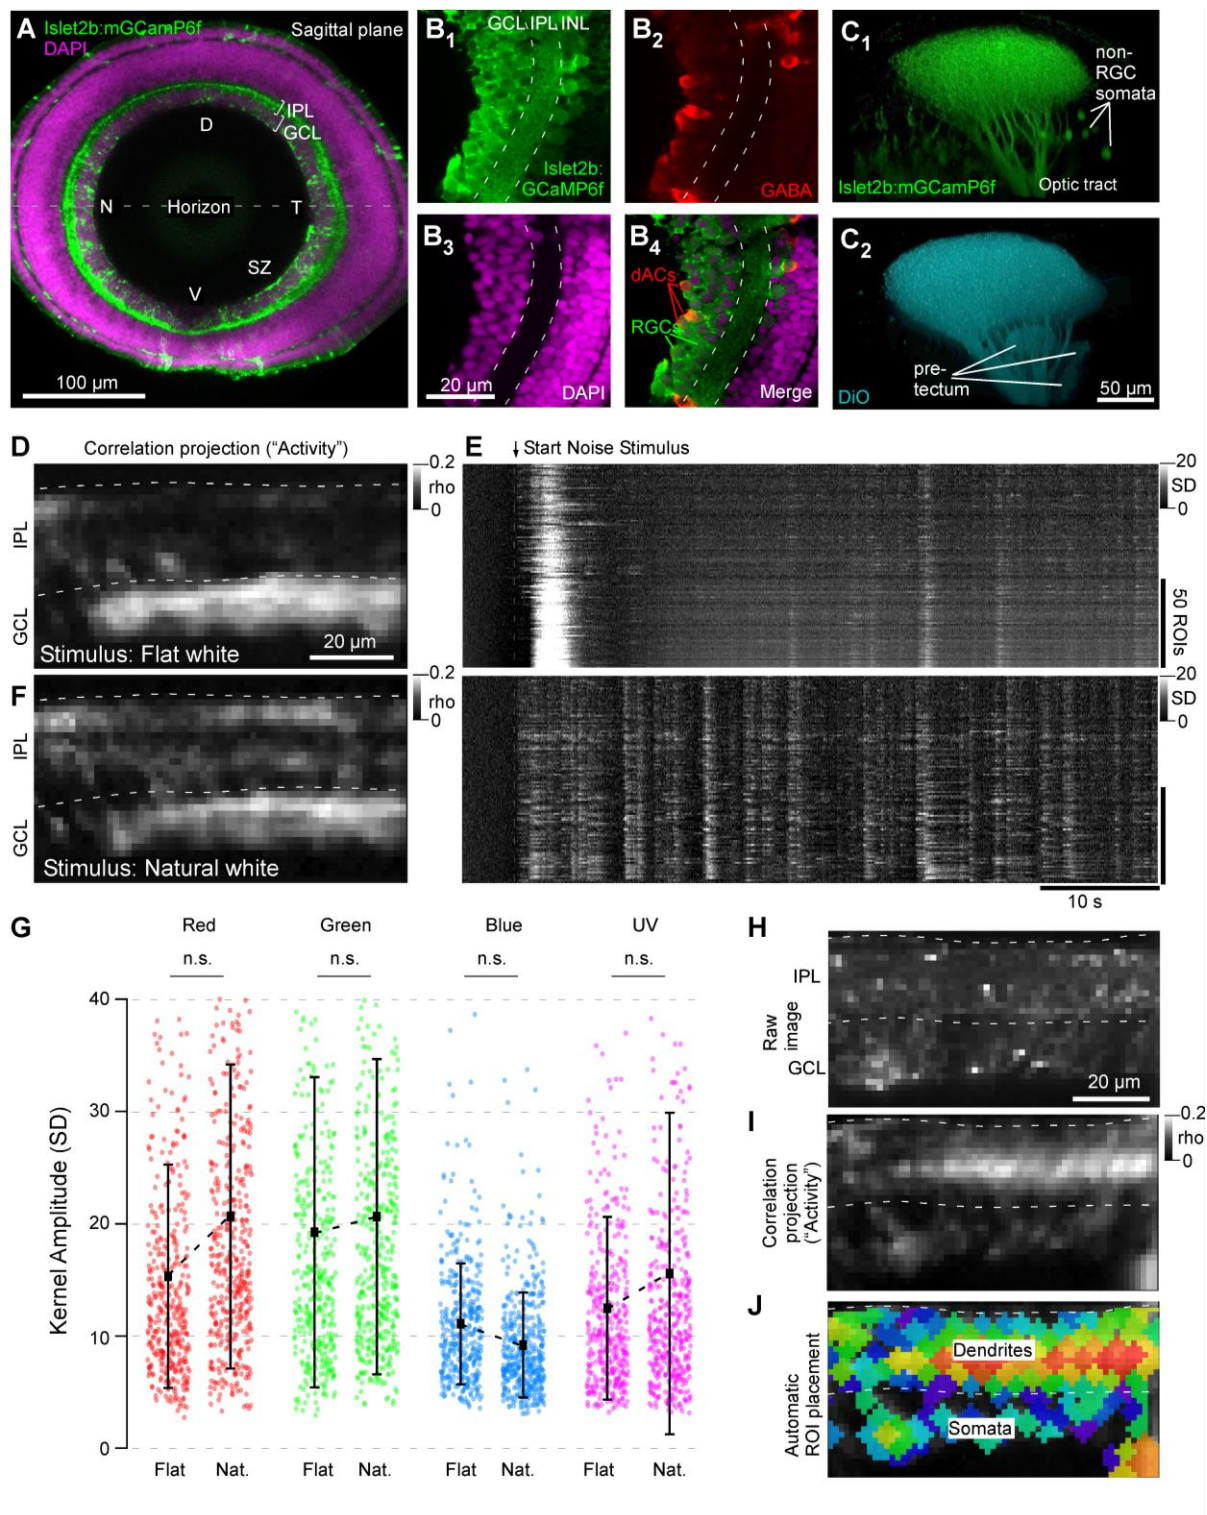 A
Islet2b:mGCamP6f
DAPI
Sagittal plane
IPL
GCL
D
N
Horizon
T
SZ
V
100 µm
B1
GCL IPL INL
Islet2b:
GCaMP6f
B2
GABA
B3
20 µm
DAPI
B4
dACs
RGCs
Merge
C1
non-
RGC
somata
Islet2b:mGCamP6f
Optic tract
C2
pre-
tectum
DiO
50 µm
D
Correlation projection ("Activity")
0.2
rho
0
IPL
GCL
20 µm
Stimulus: Flat white
E
Start Noise Stimulus
20
SD
0
50 ROIs
F
0.2
rho
0
IPL
GCL
Stimulus: Natural white
20
SD
0
10 s
G
Red
Green
Blue
UV
n.s.
n.s.
n.s.
n.s.
Kernel Amplitude (SD)
40
30
20
10
0
Flat
Nat.
Flat
Nat.
Flat
Nat.
Flat
Nat.
H
IPL
Raw
image
GCL
20 µm
I
Correlation
projection
("Activity")
0.2
rho
0
J
Automatic
ROI placement
Dendrites
Somata